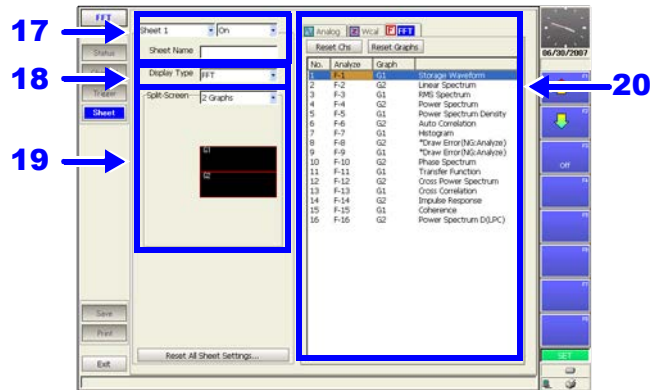 FFT
Status
Trigger
Sheet
Save
Print
Exit
17
18
19
20
Sheet 1
On
Sheet Name
Display Type
FFT
Split-Screen
2 Graphs
G1
G2
Reset All Sheet Settings...
Analog
Wcal
FFT
Reset Chs
Reset Graphs
No. Analyze Graph
1 F-1 G1 Storage Waveform
2 F-2 G2 Linear Spectrum
3 F-3 G1 RMS Spectrum
4 F-4 G2 Power Spectrum
5 F-5 G1 Power Spectrum Density
6 F-6 G2 Auto Correlation
7 F-7 G1 Histogram
8 F-8 G2 *Draw Error(NG:Analyze)
9 F-9 G1 *Draw Error(NG:Analyze)
10 F-10 G2 Phase Spectrum
11 F-11 G1 Transfer Function
12 F-12 G2 Cross Power Spectrum
13 F-13 G1 Cross Correlation
14 F-14 G2 Impulse Response
15 F-15 G1 Coherence
16 F-16 G2 Power Spectrum D(LPC)
06/30/2007
Off
SET